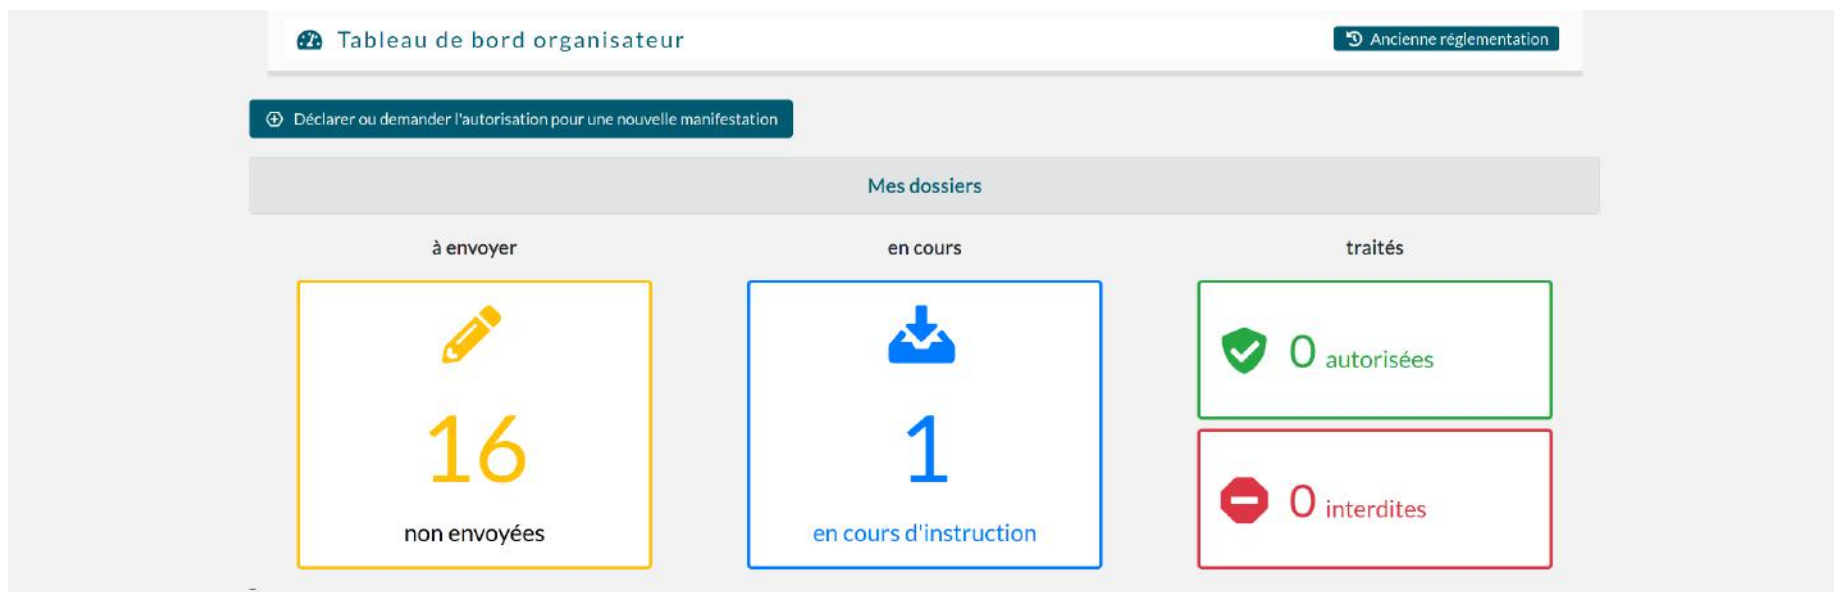 Tableau de bord organisateur
Ancienne réglementation
Déclarer ou demander l'autorisation pour une nouvelle manifestation
Mes dossiers
à envoyer
en cours
traités
16
non envoyées
1
en cours d'instruction
0 autorisées
0 interdites